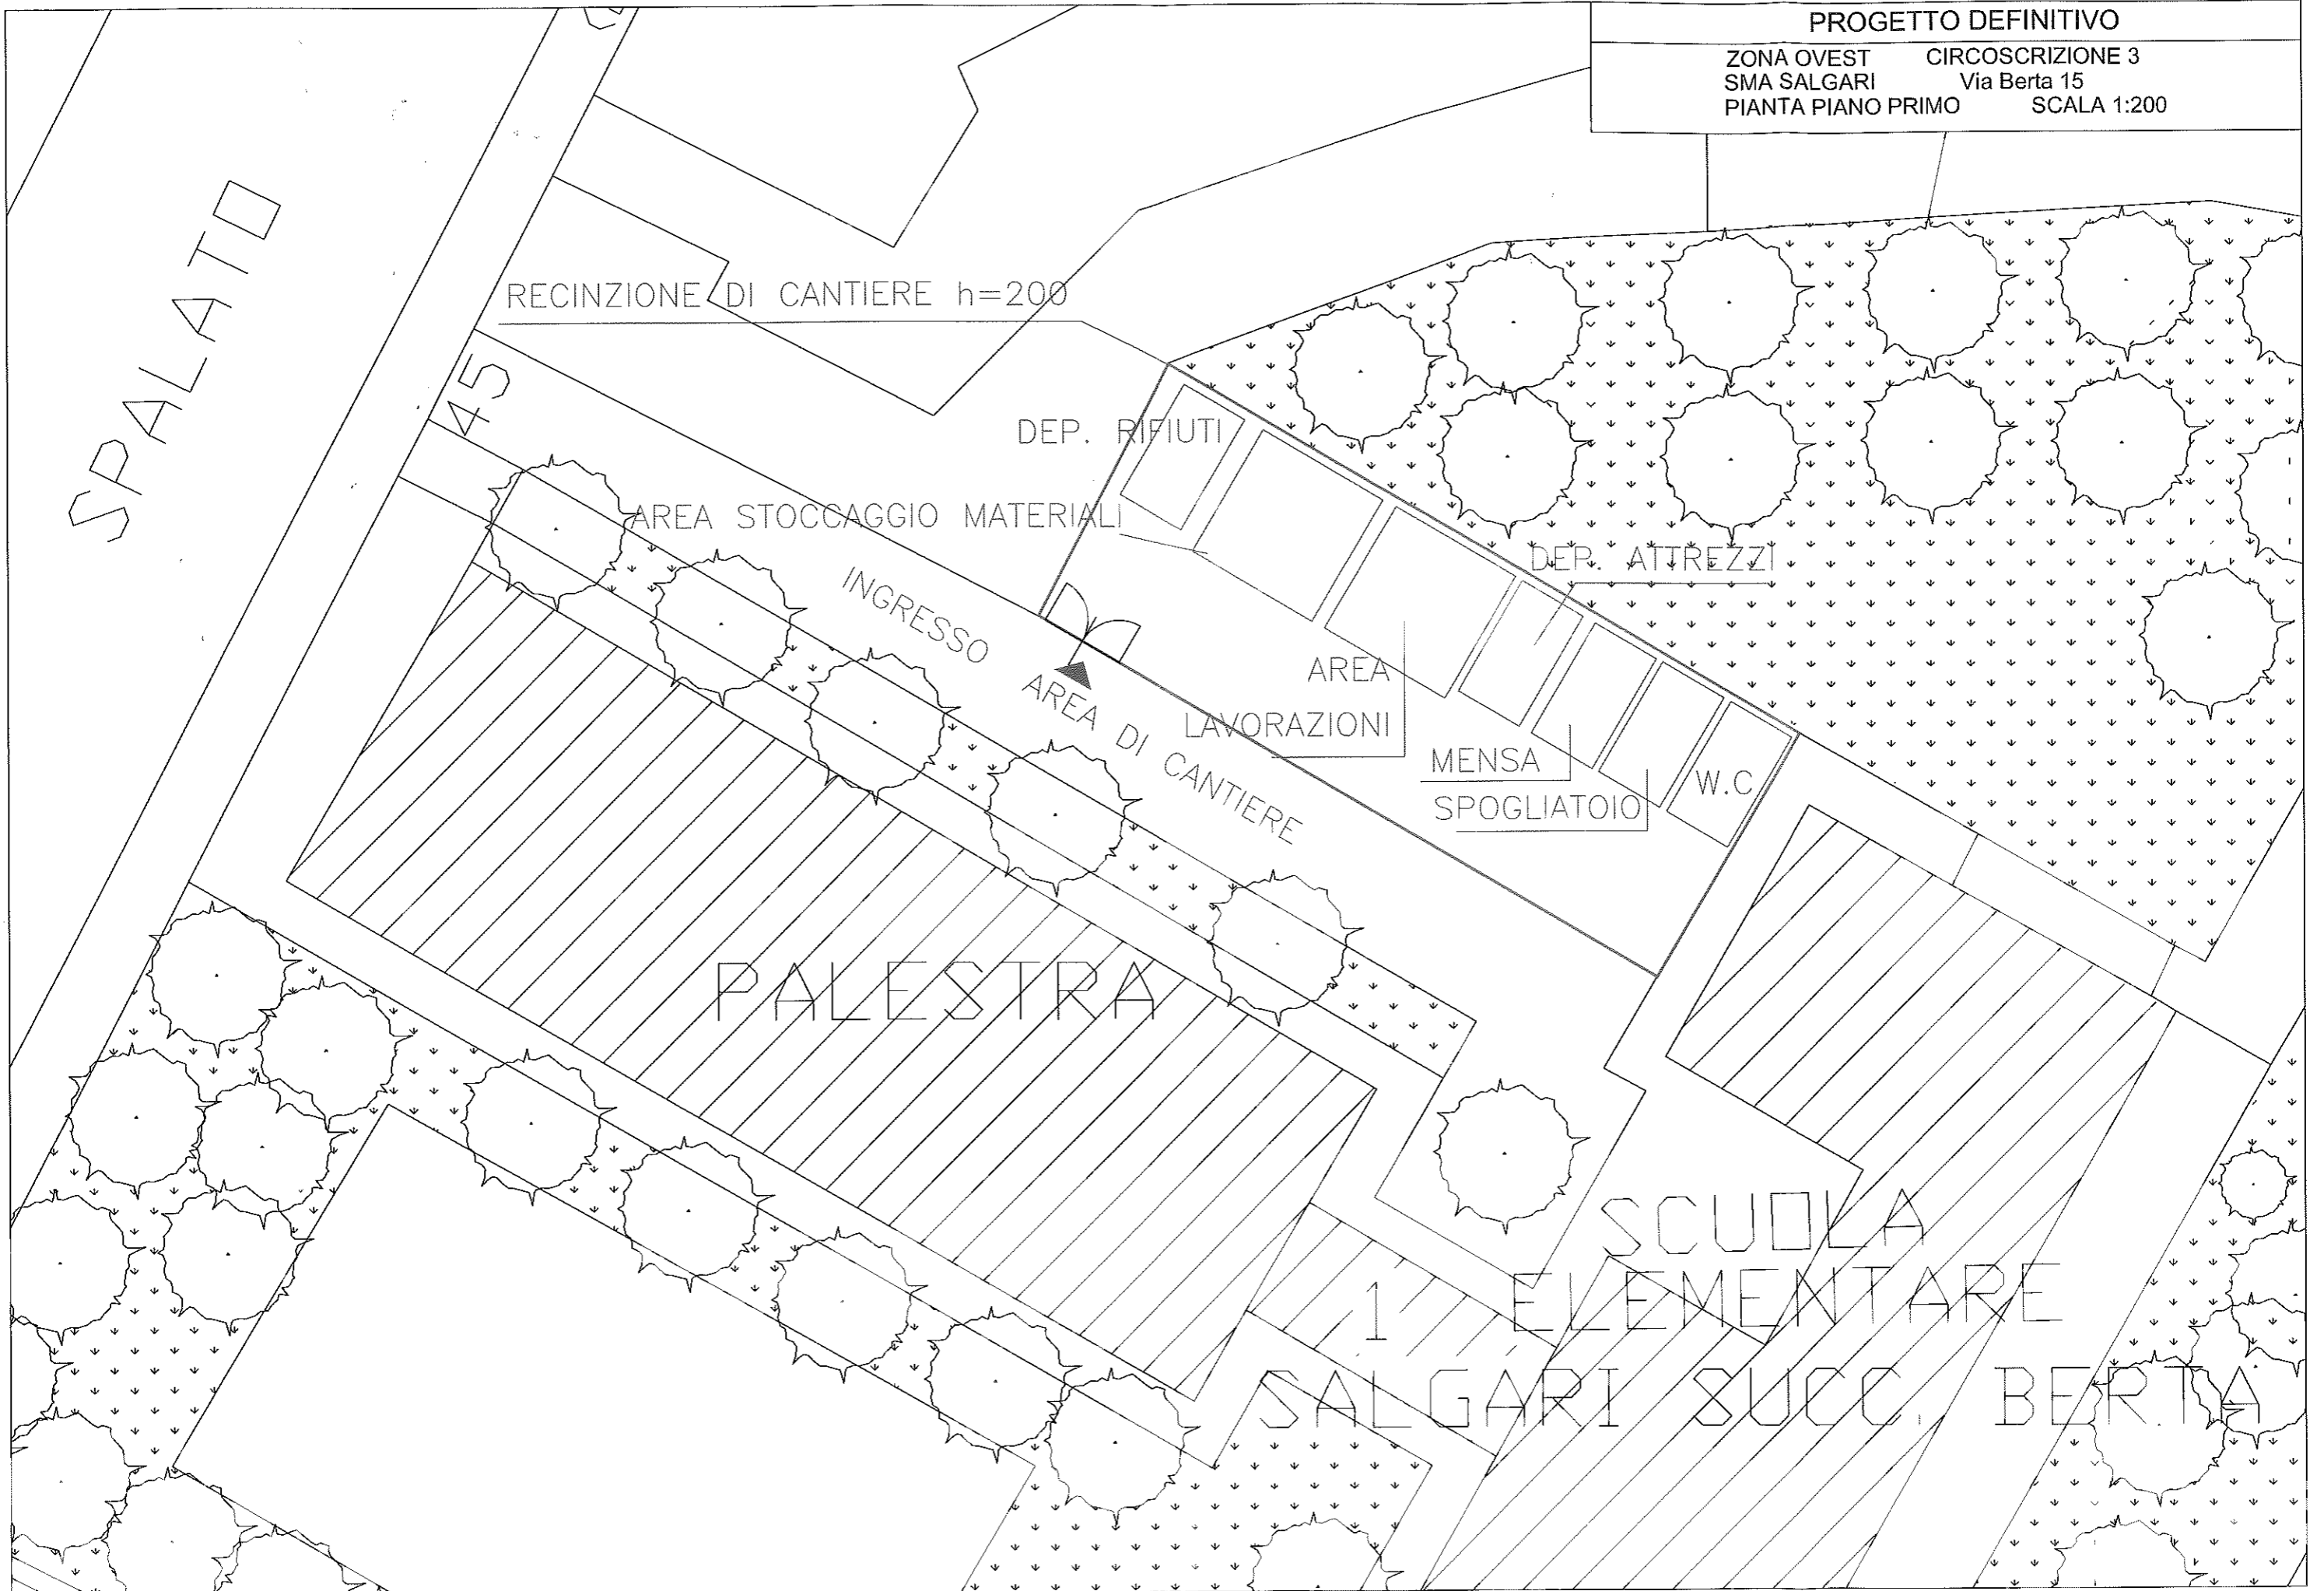 PROGETTO DEFINITIVO
ZONA OVEST CIRCOSCRIZIONE 3
SMA SALGARI Via Berta 15
PIANTA PIANO PRIMO SCALA 1:200
SPALATO
RECINZIONE DI CANTIERE h=200
45
DEP. RIFIUTI
AREA STOCCAGGIO MATERIALI
DEP. ATTREZZI
INGRESSO AREA DI CANTIERE
AREA
LAVORAZIONI
MENSA
SPOGLIATOIO
W.C
PALESTRA
SCUOLA
1 ELEMENTARE
SALGARI SUCC. BERTA